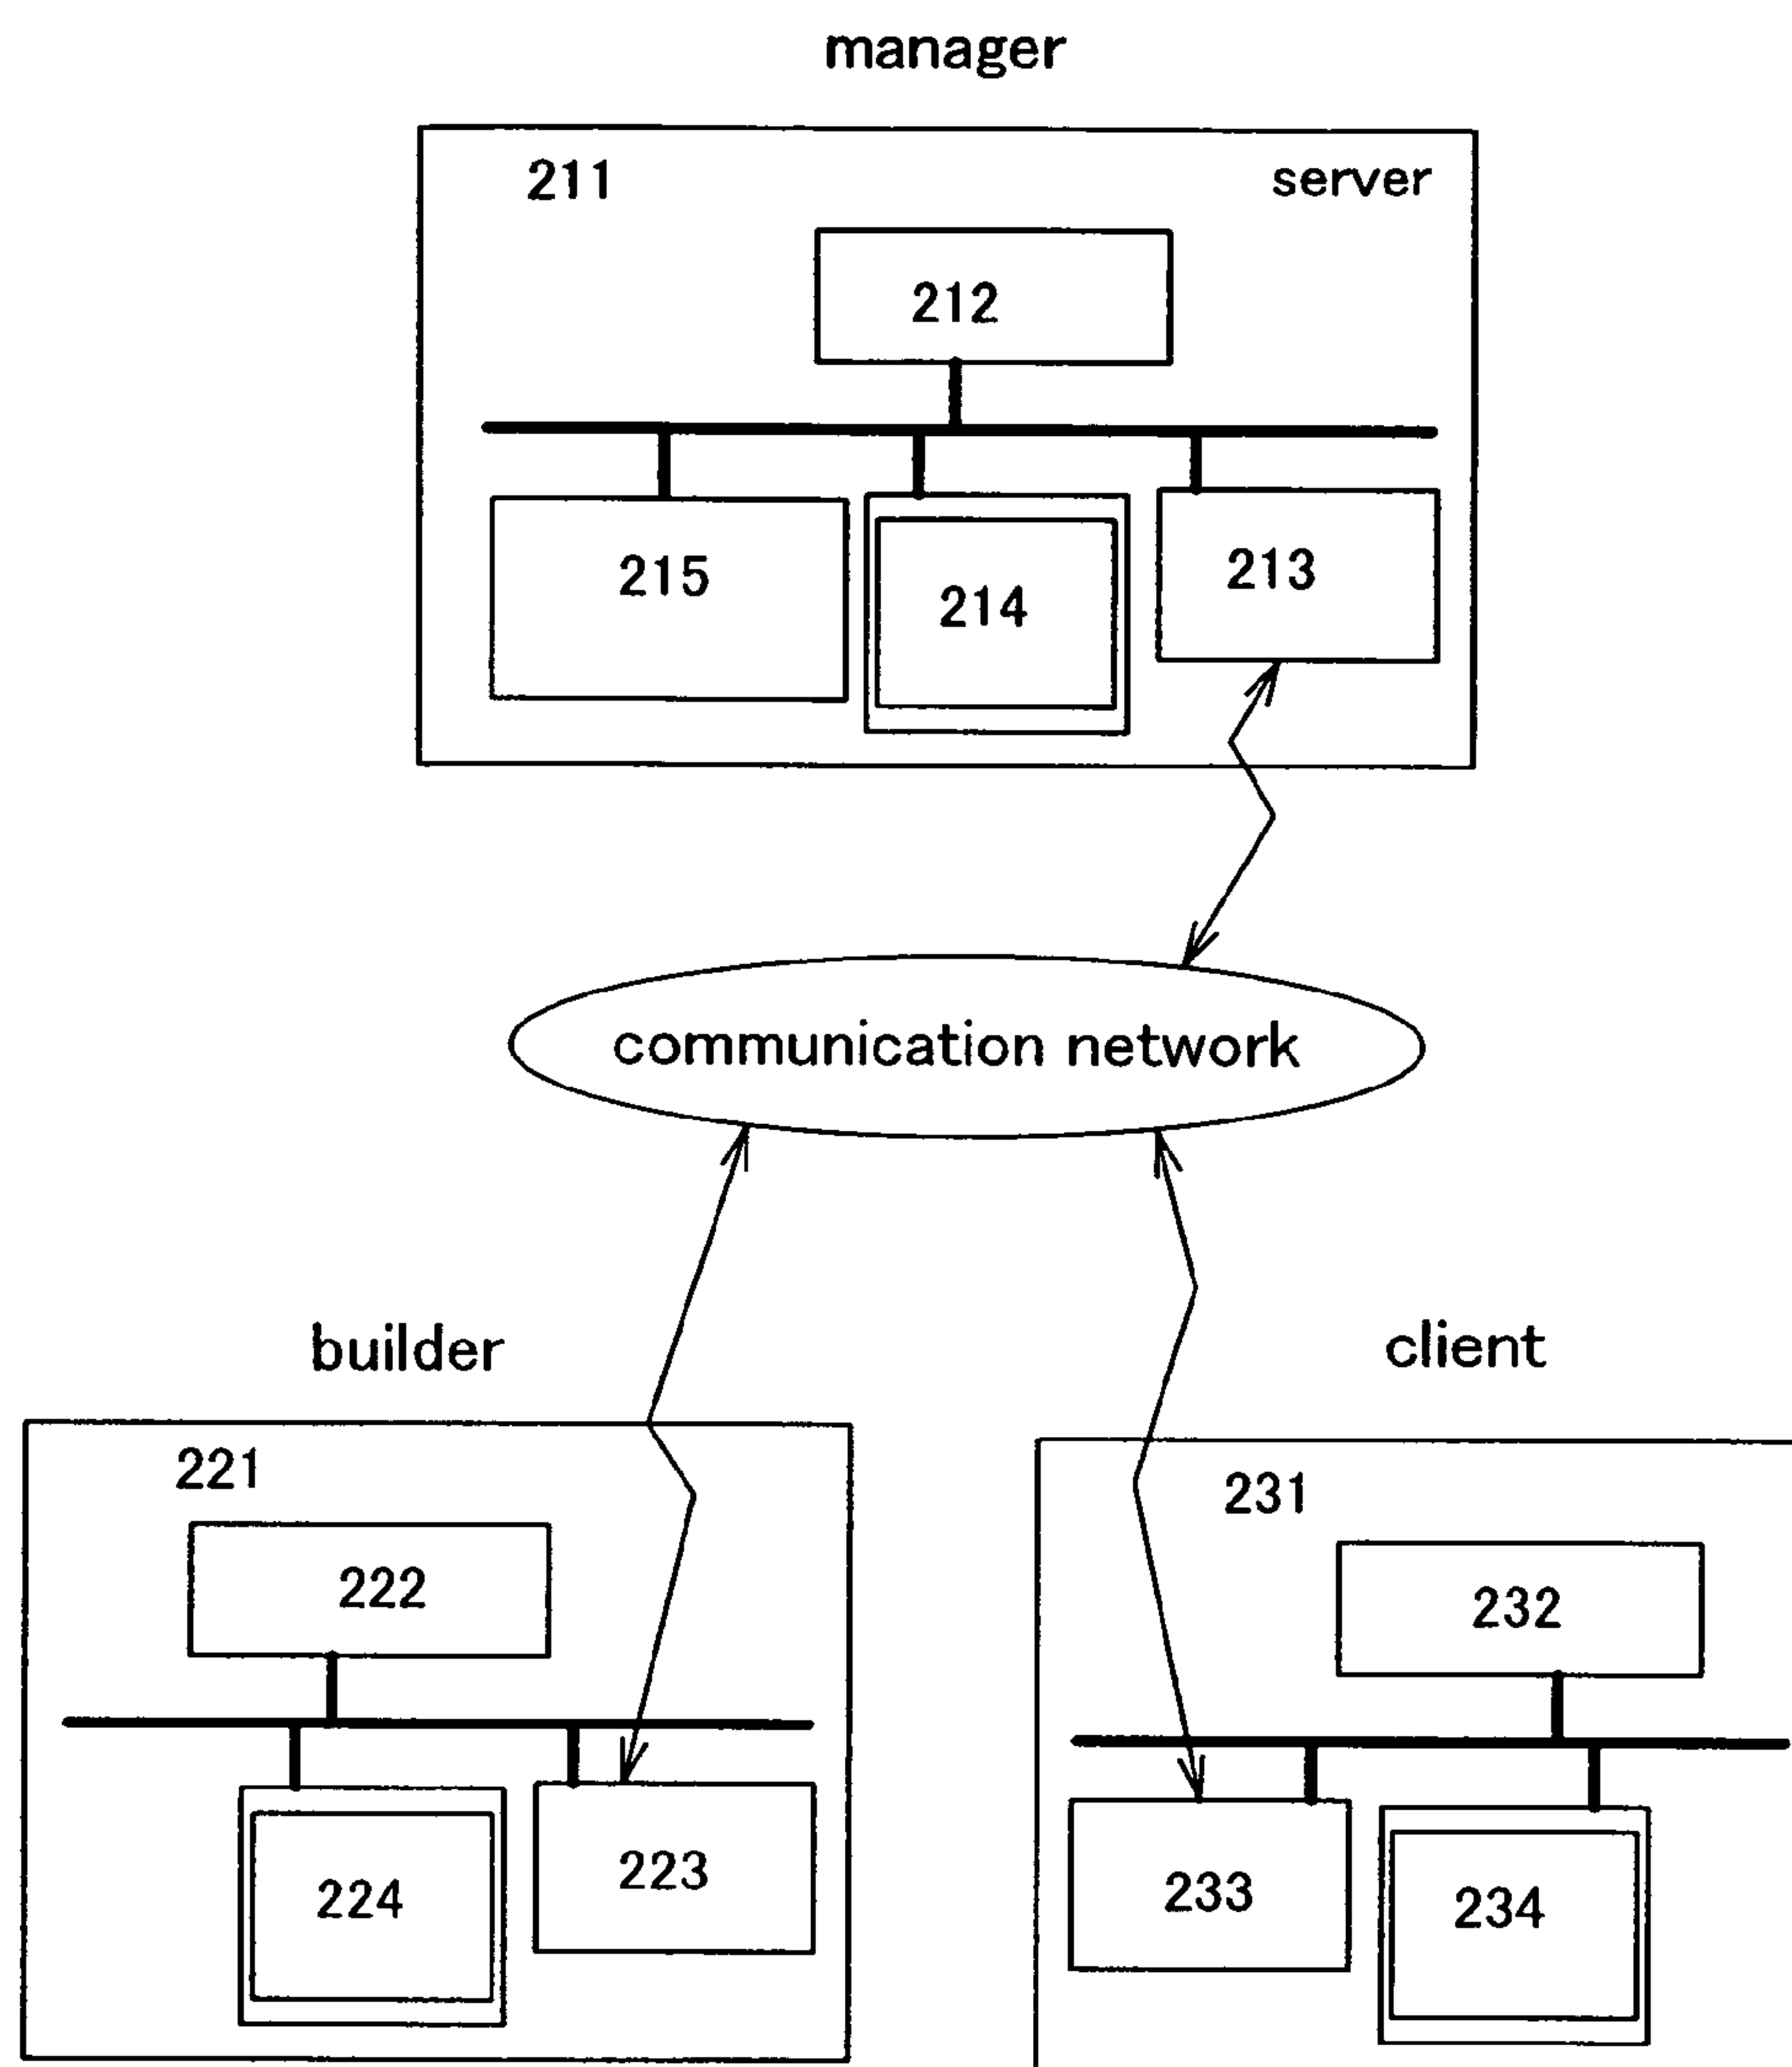 manager
211
server
212
215
214
213
communication network
builder
client
221
231
222
232
224
223
233
234